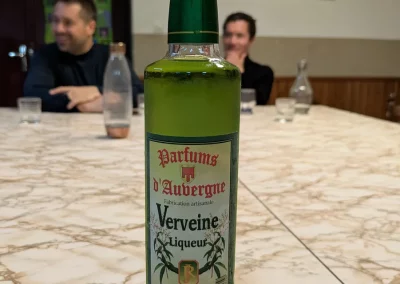 Parfums
d'Auvergne
Fabrication artisanale
Verveine
Liqueur